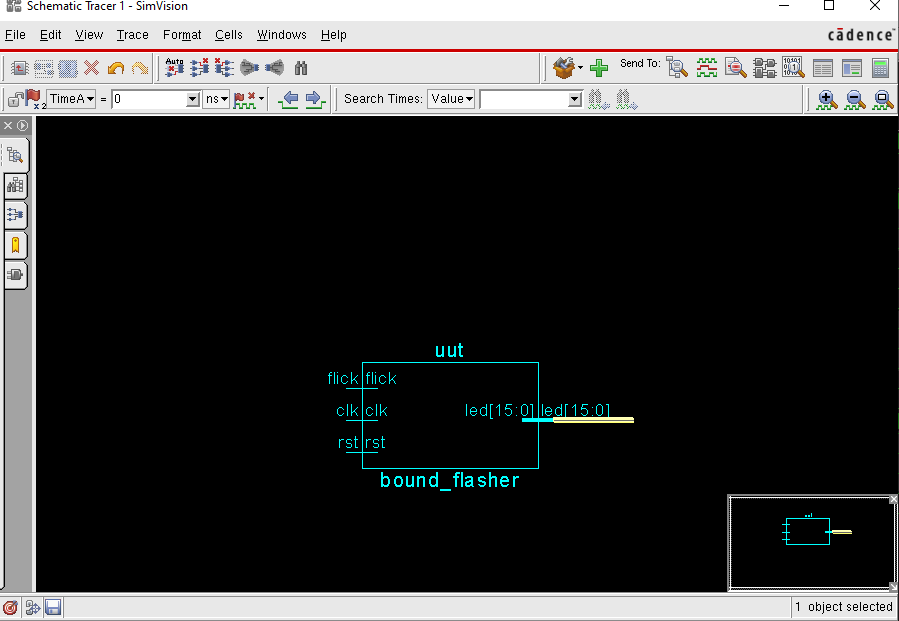 Schematic Tracer 1 - SimVision
File Edit View Trace Format Cells Windows Help
cādence
Auto
Send To:
x2 TimeA = 0 ns Search Times: Value
uut
flick flick
clk clk led[15:0] led[15:0]
rst rst
bound_flasher
uut
1 object selected